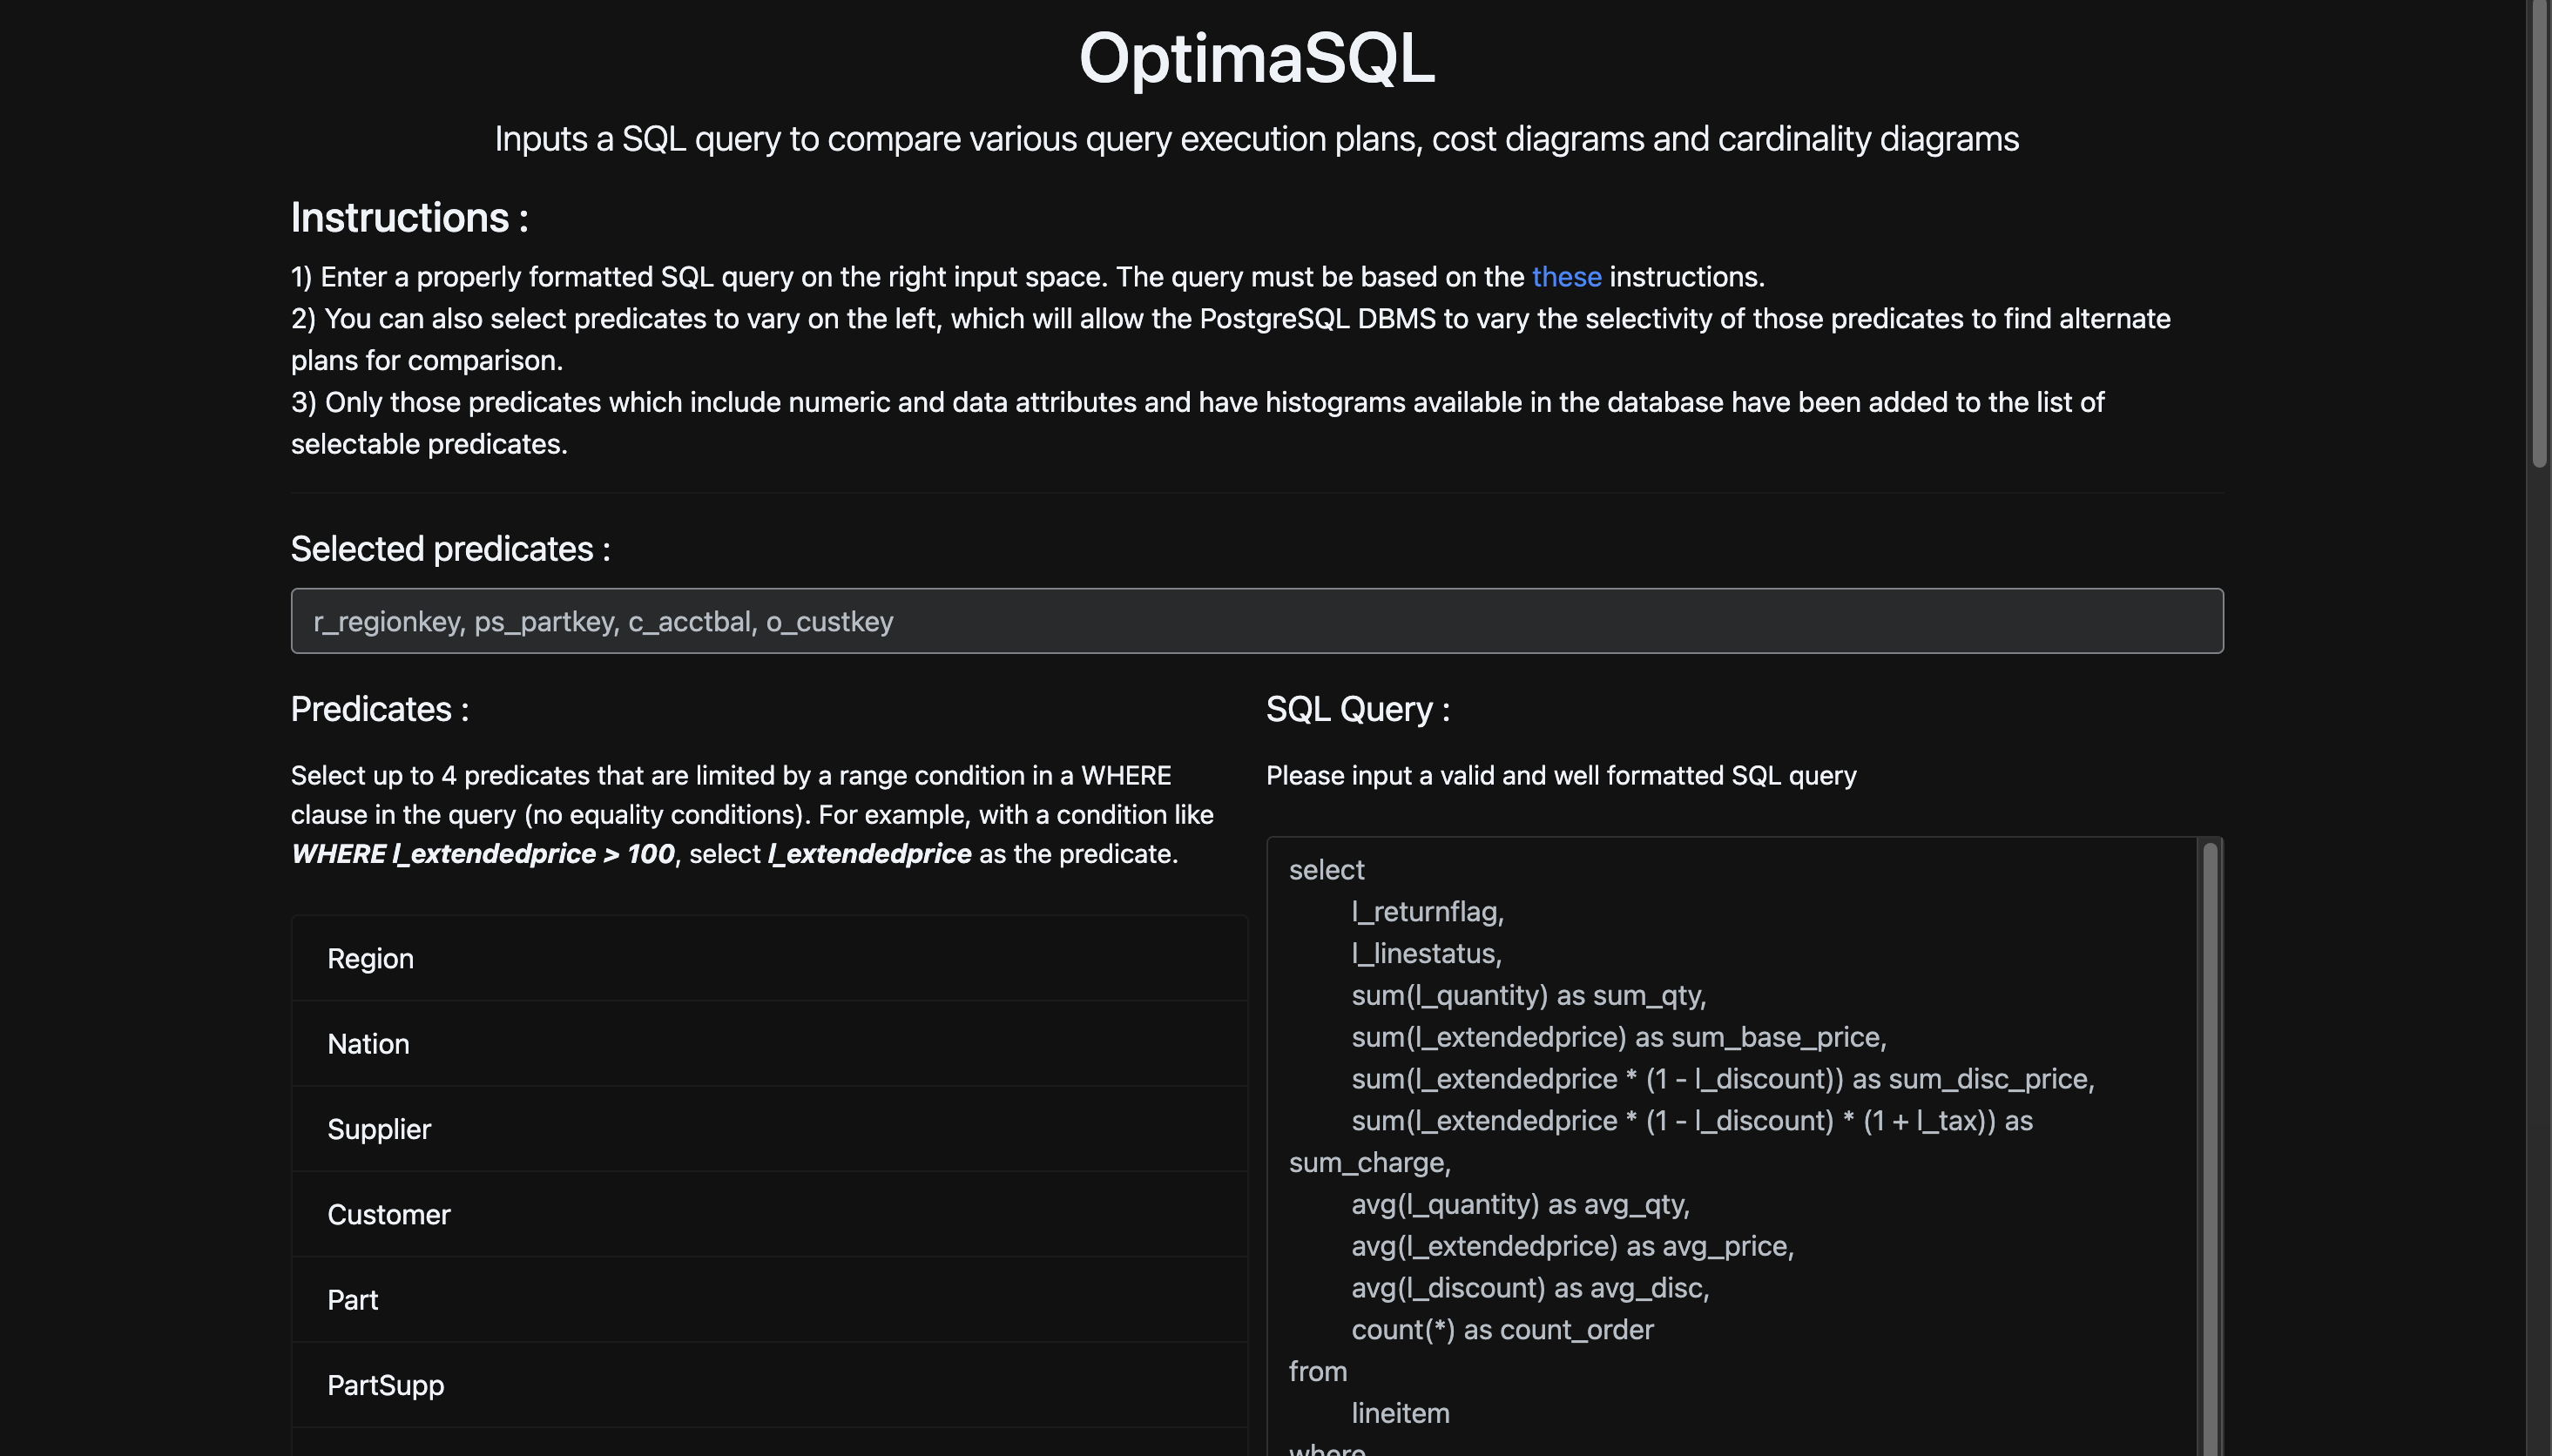 OptimaSQL
Inputs a SQL query to compare various query execution plans, cost diagrams and cardinality diagrams
Instructions :
1) Enter a properly formatted SQL query on the right input space. The query must be based on the these instructions.
2) You can also select predicates to vary on the left, which will allow the PostgreSQL DBMS to vary the selectivity of those predicates to find alternate
plans for comparison.
3) Only those predicates which include numeric and data attributes and have histograms available in the database have been added to the list of
selectable predicates.
Selected predicates :
r_regionkey, ps_partkey, c_acctbal, o_custkey
Predicates :
Select up to 4 predicates that are limited by a range condition in a WHERE
clause in the query (no equality conditions). For example, with a condition like
WHERE l_extendedprice > 100, select l_extendedprice as the predicate.
Region
Nation
Supplier
Customer
Part
PartSupp
SQL Query :
Please input a valid and well formatted SQL query
select
l_returnflag,
l_linestatus,
sum(l_quantity) as sum_qty,
sum(l_extendedprice) as sum_base_price,
sum(l_extendedprice * (1 - l_discount)) as sum_disc_price,
sum(l_extendedprice * (1 - l_discount) * (1 + l_tax)) as
sum_charge,
avg(l_quantity) as avg_qty,
avg(l_extendedprice) as avg_price,
avg(l_discount) as avg_disc,
count(*) as count_order
from
lineitem
where